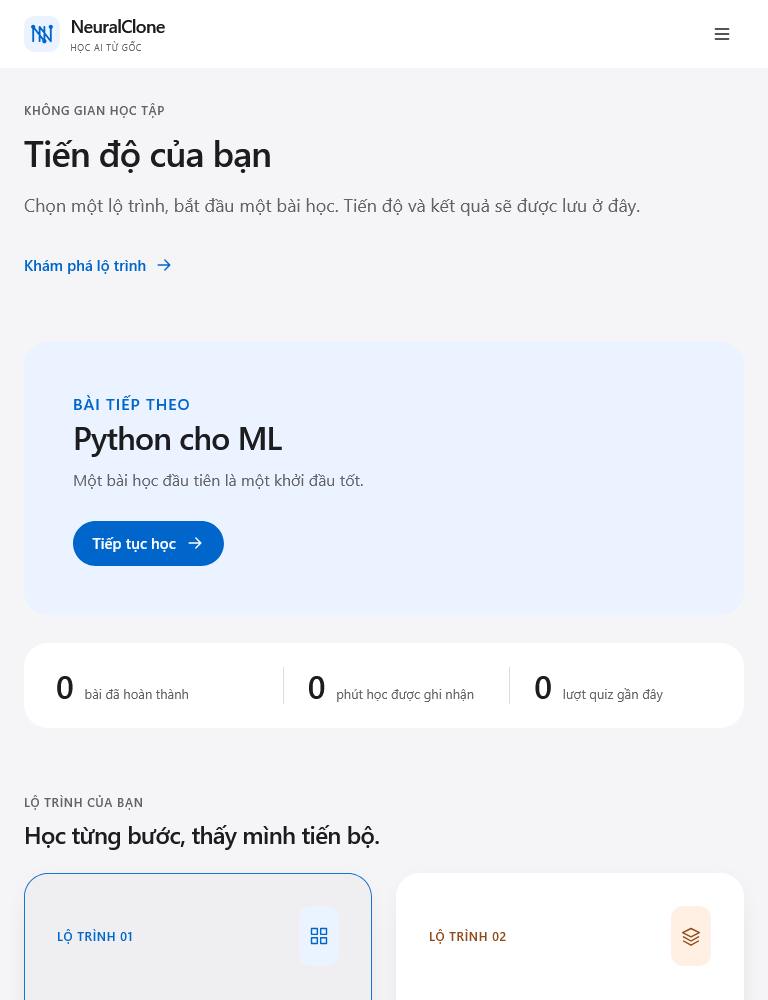 NeuralClone
HỌC AI TỪ GỐC
KHÔNG GIAN HỌC TẬP
Tiến độ của bạn
Chọn một lộ trình, bắt đầu một bài học. Tiến độ và kết quả sẽ được lưu ở đây.
Khám phá lộ trình
BÀI TIẾP THEO
Python cho ML
Một bài học đầu tiên là một khởi đầu tốt.
Tiếp tục học
0 bài đã hoàn thành
0 phút học được ghi nhận
0 lượt quiz gần đây
LỘ TRÌNH CỦA BẠN
Học từng bước, thấy mình tiến bộ.
LỘ TRÌNH 01
LỘ TRÌNH 02